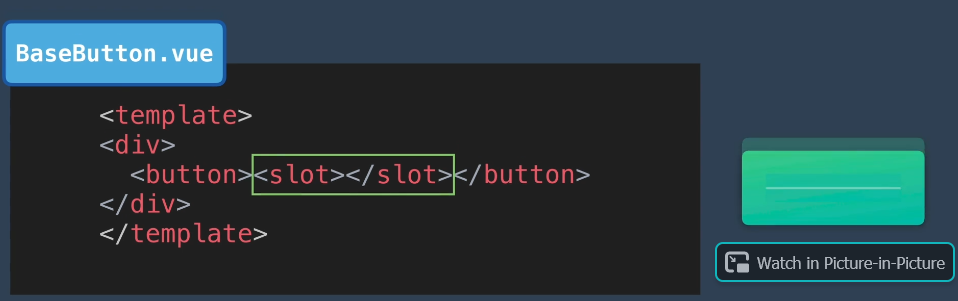 BaseButton.vue
<template>
<div>
<button><slot></slot></button>
</div>
</template>
Watch in Picture-in-Picture